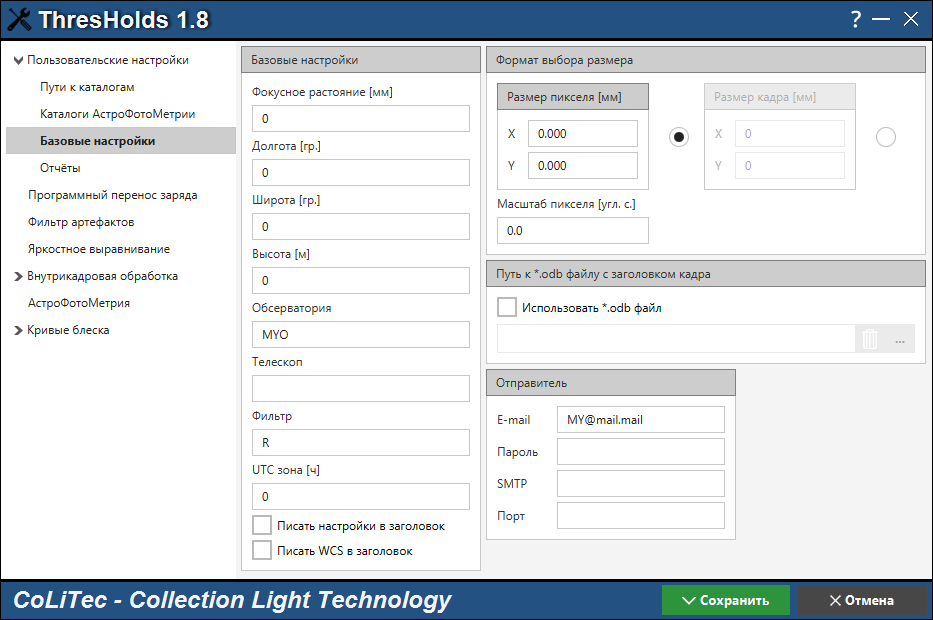 ThresHolds 1.8
?
Пользовательские настройки
Пути к каталогам
Каталоги АстроФотоМетрии
Базовые настройки
Отчёты
Программный перенос заряда
Фильтр артефактов
Яркостное выравнивание
Внутрикадровая обработка
АстроФотоМетрия
Кривые блеска
Базовые настройки
Фокусное растояние [мм]
0
Долгота [гр.]
0
Широта [гр.]
0
Высота [м]
0
Обсерватория
MYO
Телескоп
Фильтр
R
UTC зона [ч]
0
Писать настройки в заголовок
Писать WCS в заголовок
Формат выбора размера
Размер пикселя [мм]
X 0.000
Y 0.000
Размер кадра [мм]
X 0
Y 0
Масштаб пикселя [угл. с.]
0.0
Путь к *.odb файлу с заголовком кадра
Использовать *.odb файл
...
Отправитель
E-mail MY@mail.mail
Пароль
SMTP
Порт
CoLiTec - Collection Light Technology
Сохранить
Отмена